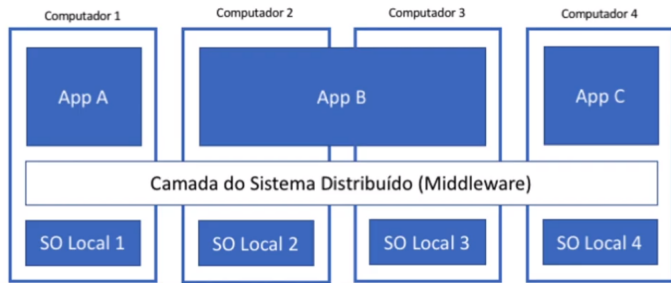 Computador 1
Computador 2
Computador 3
Computador 4
App A
App B
App C
Camada do Sistema Distribuído (Middleware)
SO Local 1
SO Local 2
SO Local 3
SO Local 4